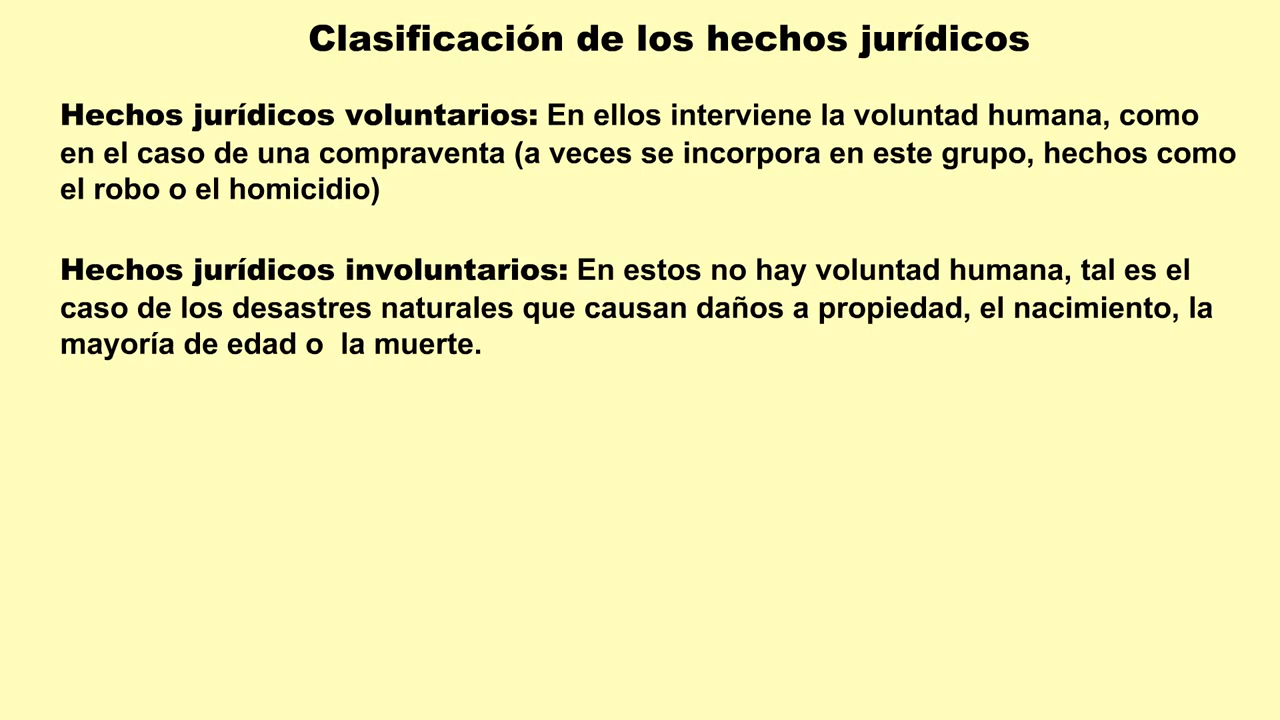 Clasificación de los hechos jurídicos
Hechos jurídicos voluntarios: En ellos interviene la voluntad humana, como
en el caso de una compraventa (a veces se incorpora en este grupo, hechos como
el robo o el homicidio)
Hechos jurídicos involuntarios: En estos no hay voluntad humana, tal es el
caso de los desastres naturales que causan daños a propiedad, el nacimiento, la
mayoría de edad o  la muerte.